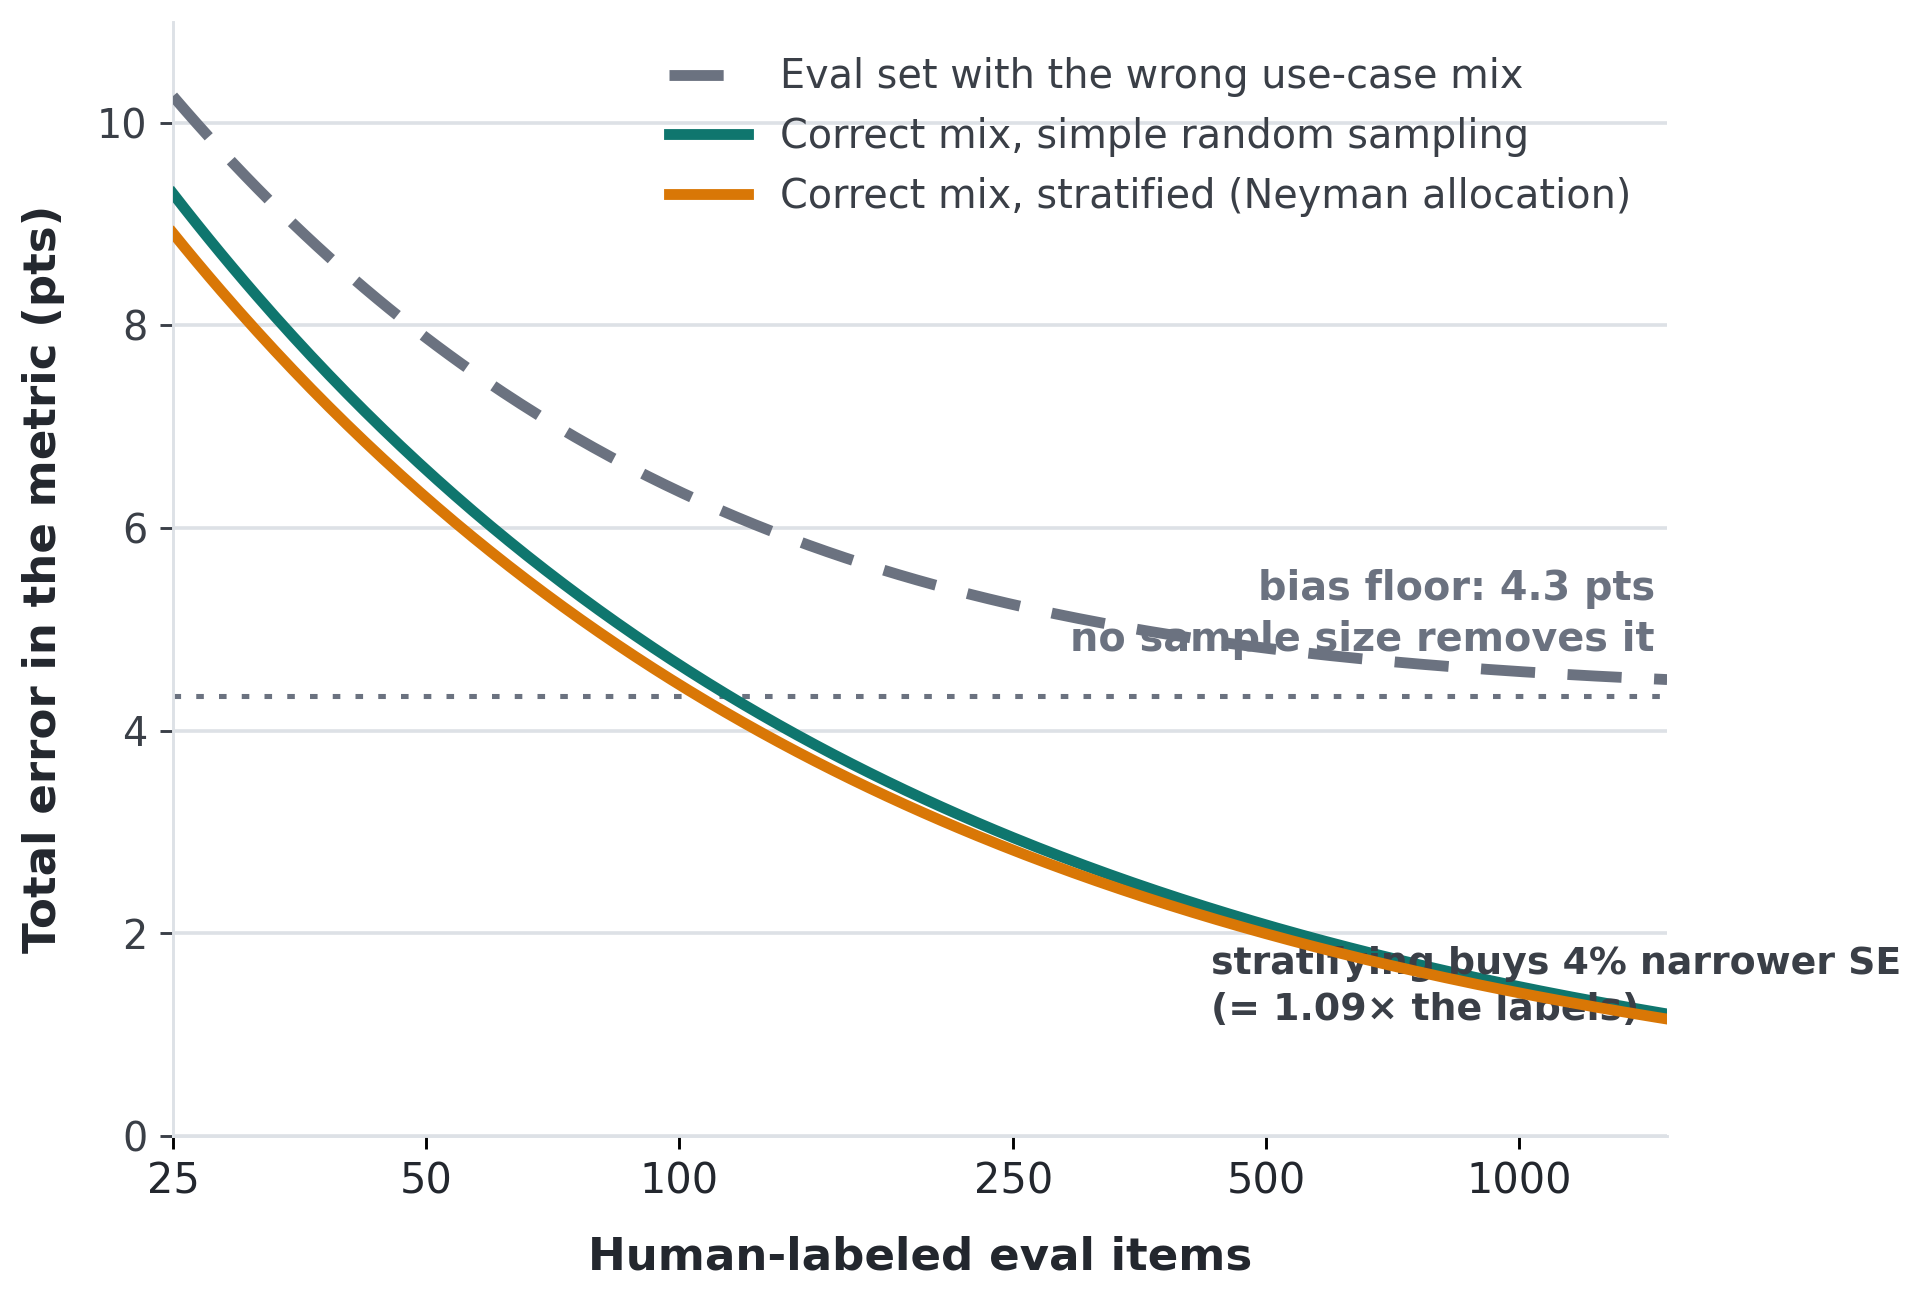 Eval set with the wrong use-case mix
Correct mix, simple random sampling
Correct mix, stratified (Neyman allocation)
Total error in the metric (pts)
10
8
6
4
2
0
bias floor: 4.3 pts
no sample size removes it
stratifying buys 4% narrower SE
(= 1.09× the labels)
25 50 100 250 500 1000
Human-labeled eval items